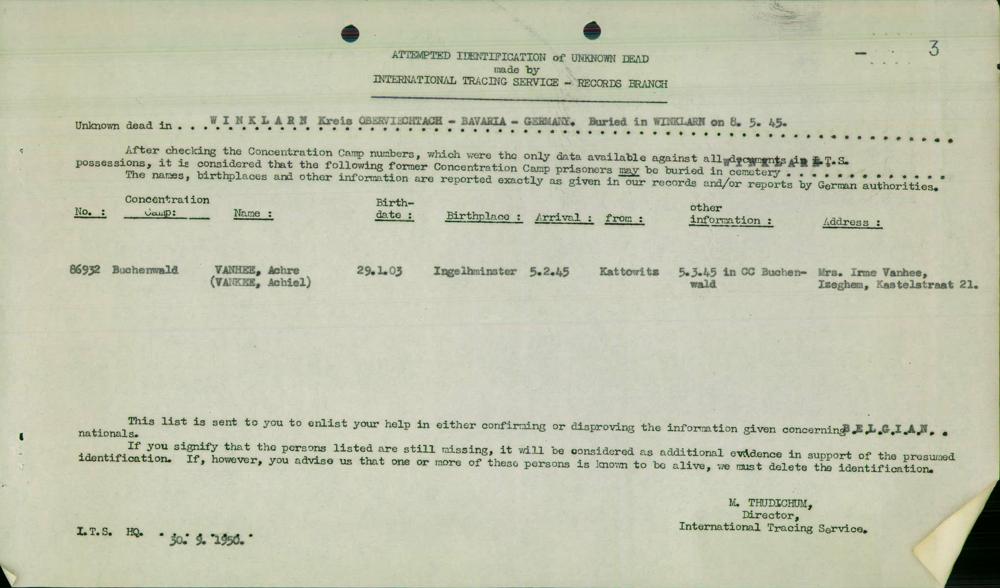 3
ATTEMPTED IDENTIFICATION of UNKNOWN DEAD
made by
INTERNATIONAL TRACING SERVICE - RECORDS BRANCH
Unknown dead in W I N K L A R N Kreis OBERVIECHTACH - BAVARIA - GERMANY. Buried in WINKLARN on 8. 5. 45.
After checking the Concentration Camp numbers, which were the only data available against all documents in I.T.S.
possessions, it is considered that the following former Concentration Camp prisoners may be buried in cemetery WINKLARN
The names, birthplaces and other information are reported exactly as given in our records and/or reports by German authorities.
No. : Concentration Camp: Name : Birth-date : Birthplace : Arrival : from : other information : Address :
86932 Buchenwald VANHEE, Achre 29.1.03 Ingelhminster 5.2.45 Kattowits 5.3.45 in CC Buchen- Mrs. Irme Vanhee,
(VANKEE, Achiel) wald Izeghem, Kastelstraat 21.
This list is sent to you to enlist your help in either confirming or disproving the information given concerning B.E.L.G.I.A.N. .
nationals.
If you signify that the persons listed are still missing, it will be considered as additional evidence in support of the presumed
identification. If, however, you advise us that one or more of these persons is known to be alive, we must delete the identification.
M. THUDICHUM,
Director,
International Tracing Service.
I.T.S. HQ. 30. 9. 1950.